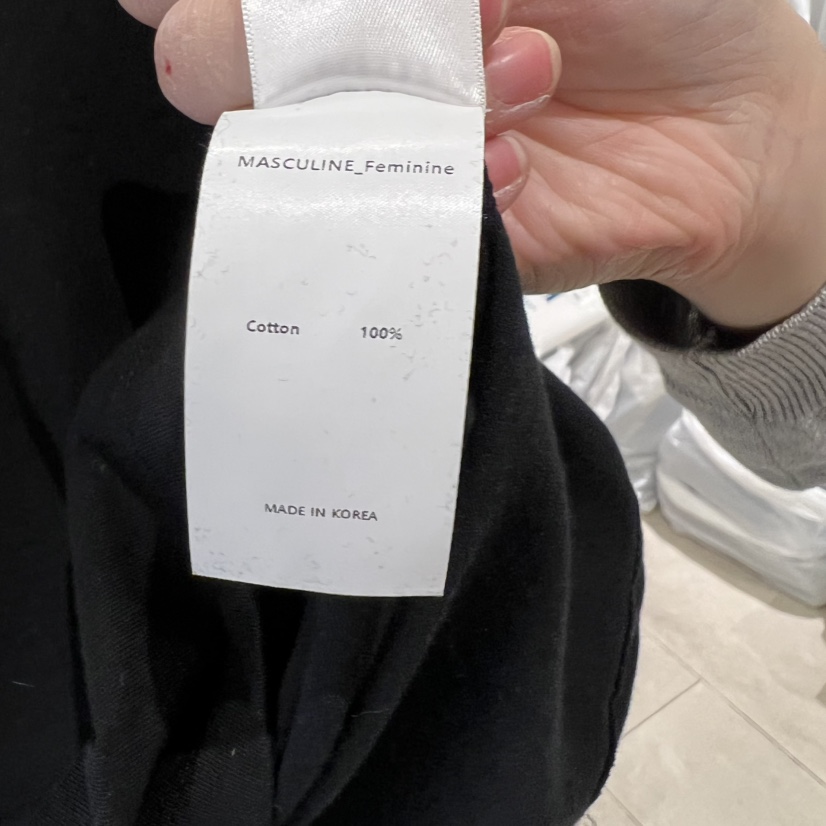 MASCULINE_Feminine
Cotton 100%
MADE IN KOREA